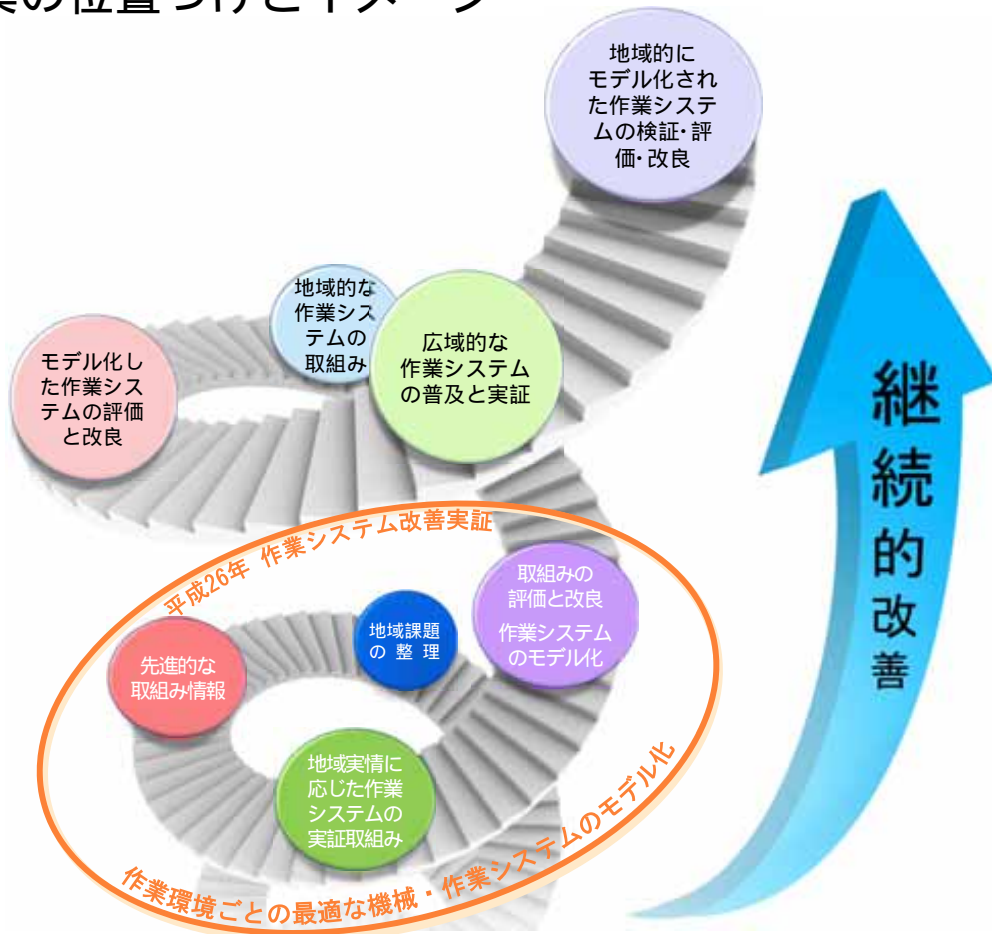 業の位置づけとイメージ
地域的に
モデル化され
た作業システ
ムの検証・評
価・改良
地域的な
作業シス
テムの
取組み
広域的な
作業システム
の普及と実証
モデル化し
た作業シス
テムの評価
と改良
継続的改善
平成26年 作業システム改善実証
取組みの
評価と改良
作業システム
のモデル化
地域課題
の整理
先進的な
取組み情報
地域実情に
応じた作業
システムの
実証取組み
作業環境ごとの最適な機械・作業システムのモデル化